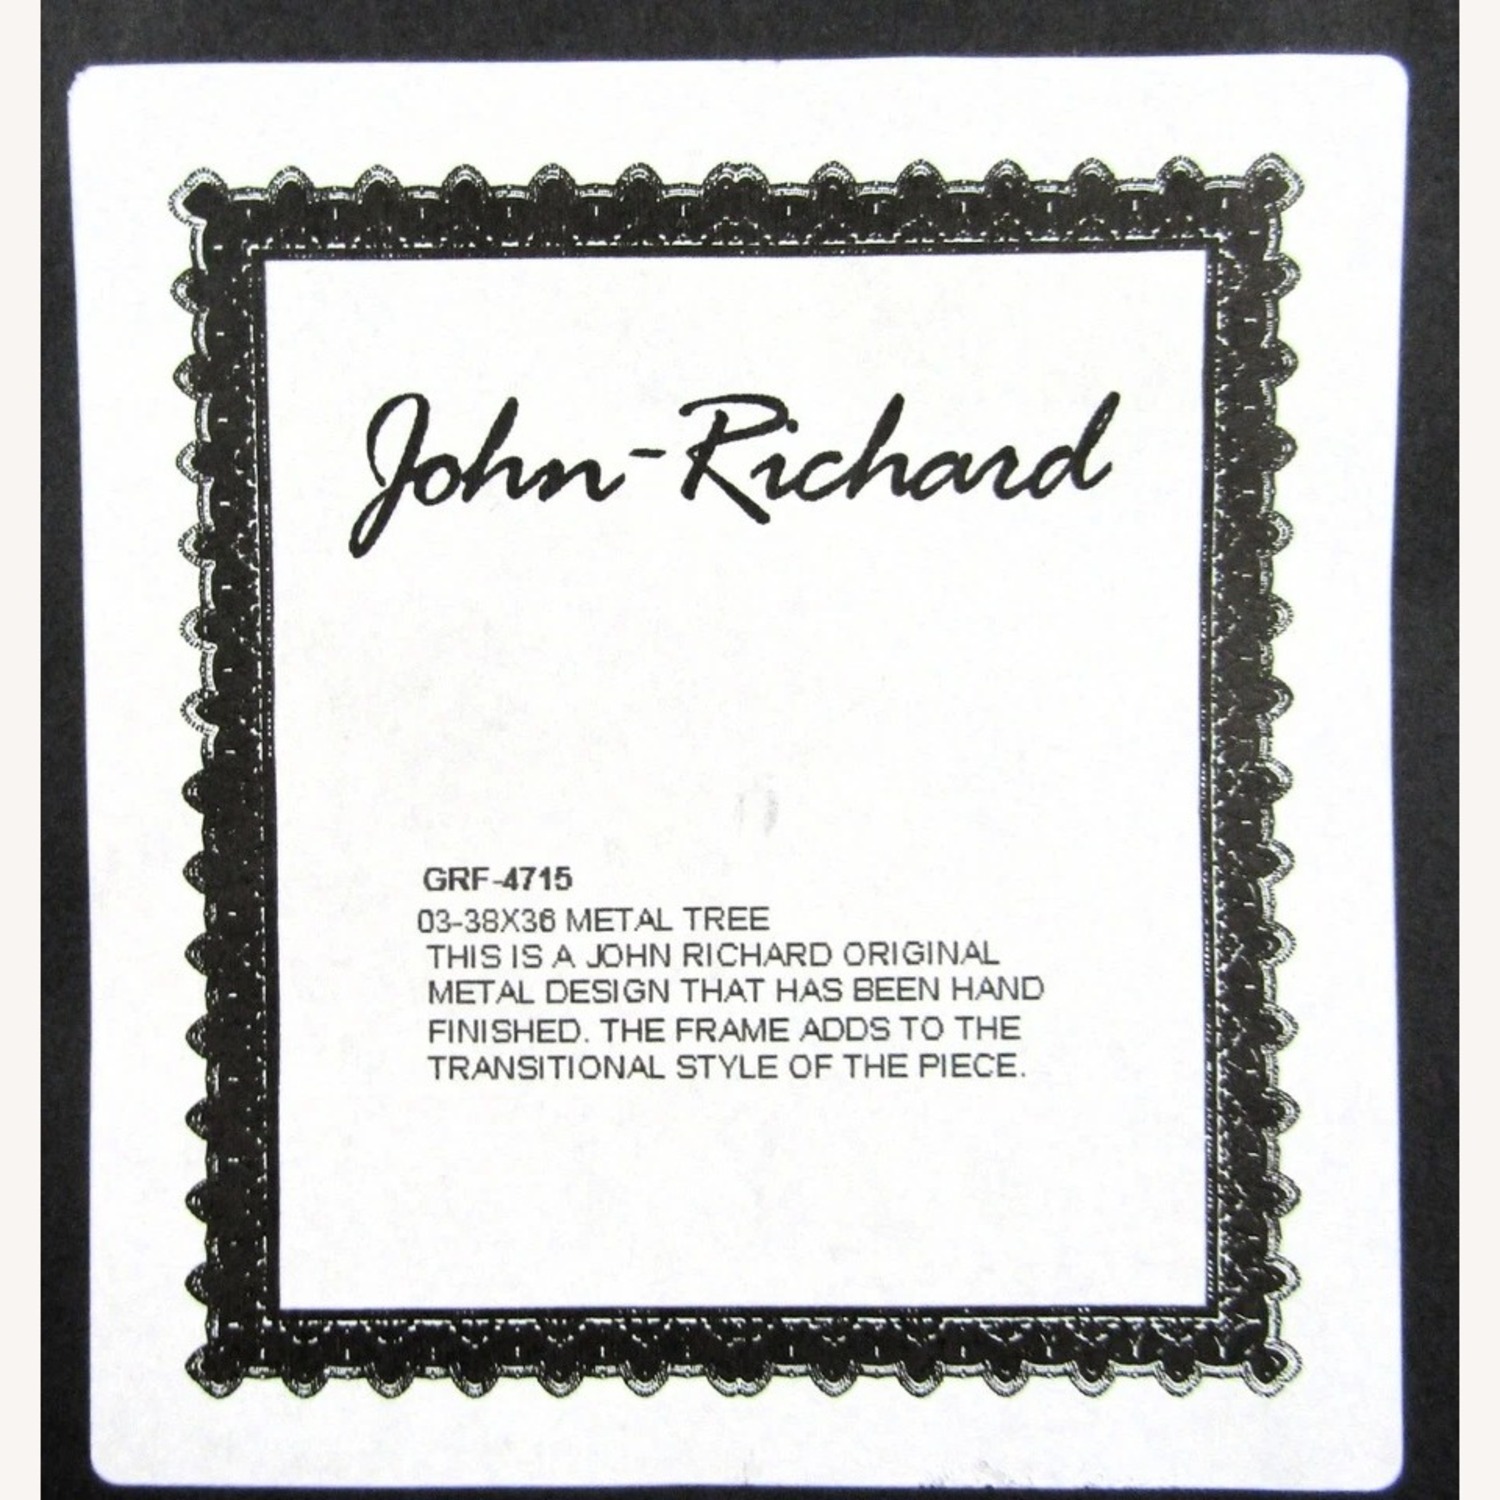 John-Richard
GRF-4715
03-38X36 METAL TREE
THIS IS A JOHN RICHARD ORIGINAL
METAL DESIGN THAT HAS BEEN HAND
FINISHED. THE FRAME ADDS TO THE
TRANSITIONAL STYLE OF THE PIECE.